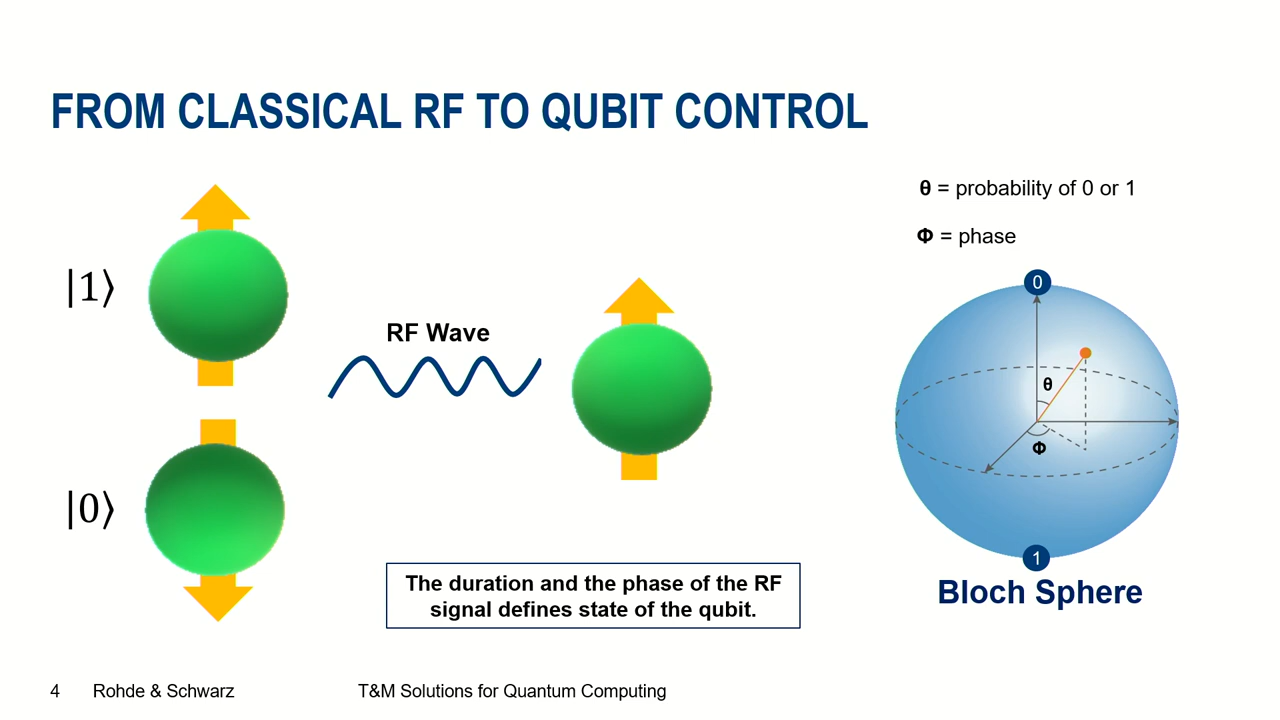 FROM CLASSICAL RF TO QUBIT CONTROL
|1⟩
|0⟩
RF Wave
The duration and the phase of the RF
signal defines state of the qubit.
θ = probability of 0 or 1
Φ = phase
0
θ
Φ
1
Bloch Sphere
4 Rohde & Schwarz T&M Solutions for Quantum Computing